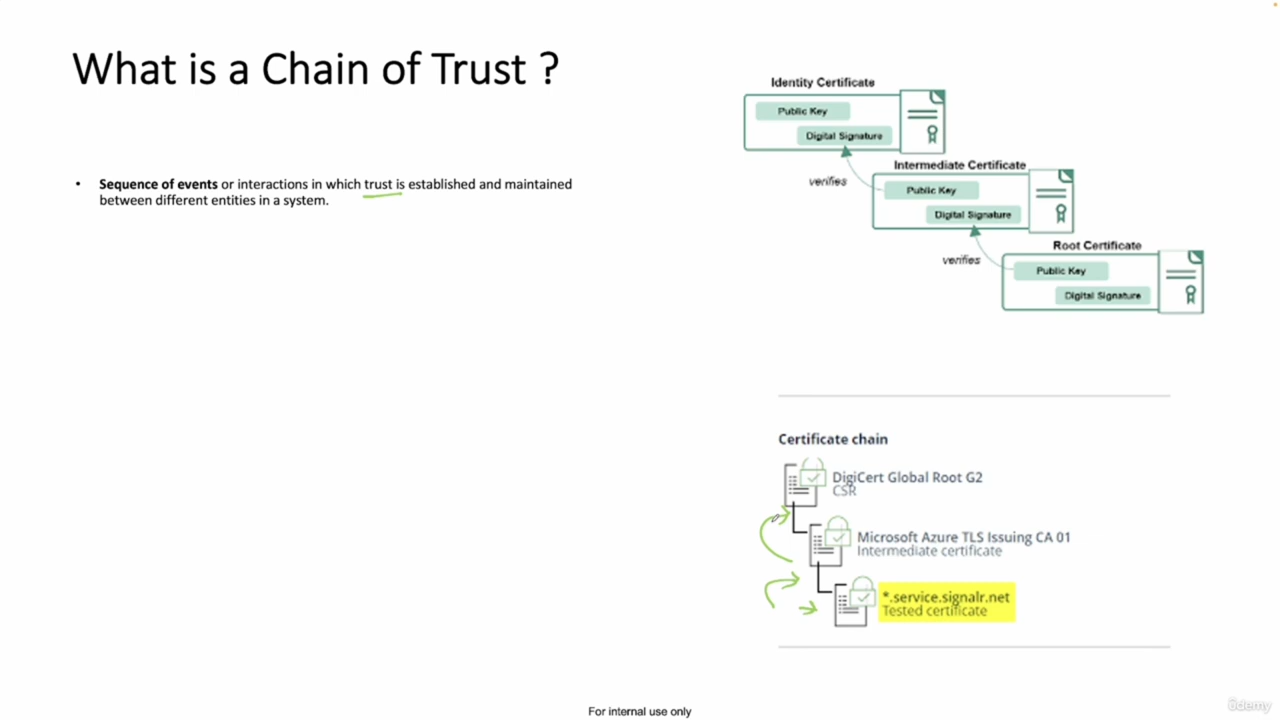 What is a Chain of Trust ?
• Sequence of events or interactions in which trust is established and maintained
between different entities in a system.
Identity Certificate
Public Key
Digital Signature
verifies
Intermediate Certificate
Public Key
Digital Signature
verifies
Root Certificate
Public Key
Digital Signature
Certificate chain
DigiCert Global Root G2
CSR
Microsoft Azure TLS Issuing CA 01
Intermediate certificate
*.service.signalr.net
Tested certificate
For internal use only
ûdemy